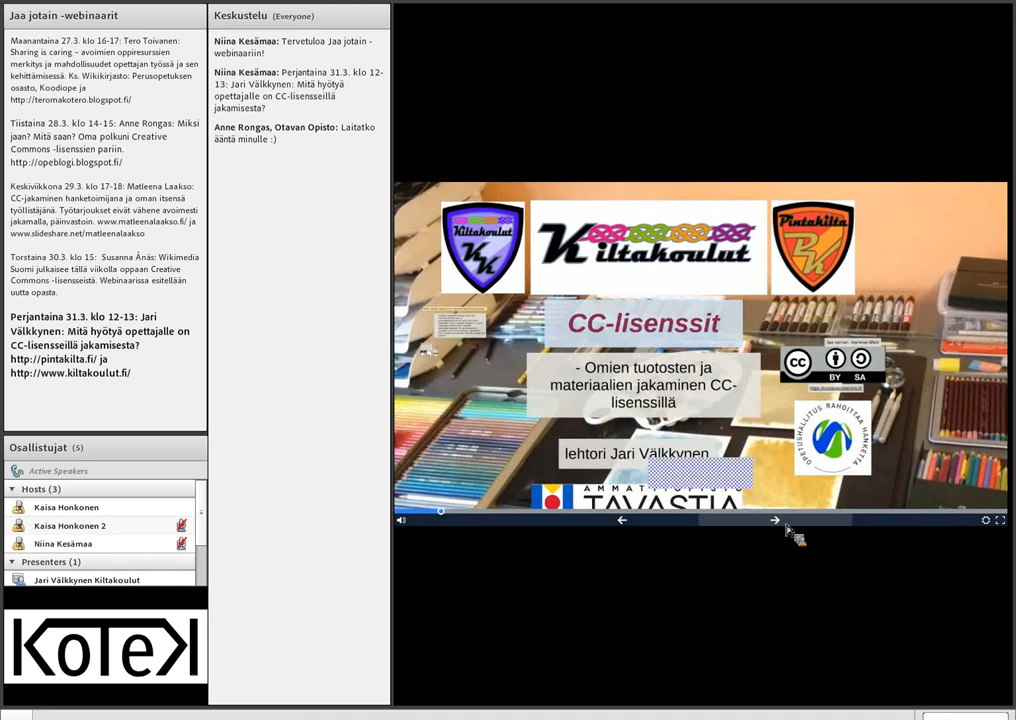 Jaa jotain -webinaarit
Maanantaina 27.3. klo 16-17: Tero Toivanen:
Sharing is caring - avoimien oppiresurssien
merkitys ja mahdollisuudet opettajan työssä ja sen
kehittämisessä. Ks. Wikikirjasto: Perusopetuksen
osasto, Koodiope ja
http://teromakotero.blogspot.fi/
Tiistaina 28.3. klo 14-15: Anne Rongas: Miksi
jaan? Mitä saan? Oma polkuni Creative
Commons -lisenssien pariin.
http://opeblogi.blogspot.fi/
Keskiviikkona 29.3. klo 17-18: Matleena Laakso:
CC-jakaminen hanketoimijana ja oman itsensä
työllistäjänä. Työtarjoukset eivät vähene avoimesti
jakamalla, päinvastoin. www.matleenalaakso.fi/ ja
www.slideshare.net/matleenalaakso
Torstaina 30.3. klo 15: Susanna Ånäs: Wikimedia
Suomi julkaisee tällä viikolla oppaan Creative
Commons -lisensseistä. Webinaarissa esitellään
uutta opasta.
Perjantaina 31.3. klo 12-13: Jari
Välkkynen: Mitä hyötyä opettajalle on
CC-lisensseillä jakamisesta?
http://pintakilta.fi/ ja
http://www.kiltakoulut.fi/
Osallistujat (5)
Active Speakers
Hosts (3)
Kaisa Honkonen
Kaisa Honkonen 2
Niina Kesämaa
Presenters (1)
Jari Välkkynen Kiltakoulut
KoTeK
Keskustelu (Everyone)
Niina Kesämaa: Tervetuloa Jaa jotain -
webinaariin!
Niina Kesämaa: Perjantaina 31.3. klo 12-
13: Jari Välkkynen: Mitä hyötyä
opettajalle on CC-lisensseillä
jakamisesta?
Anne Rongas, Otavan Opisto: Laitatko
ääntä minulle :)
Kiltakoulut
KK
Kiltakoulut
Pintakilta
PK
CC-lisenssit
- Omien tuotosten ja
materiaalien jakaminen CC-
lisenssillä
cc
BY SA
OPETUSHALLITUS RAHOITTAA HANKETTA
lehtori Jari Välkkynen
AMMATTIOPISTO
TAVASTIA